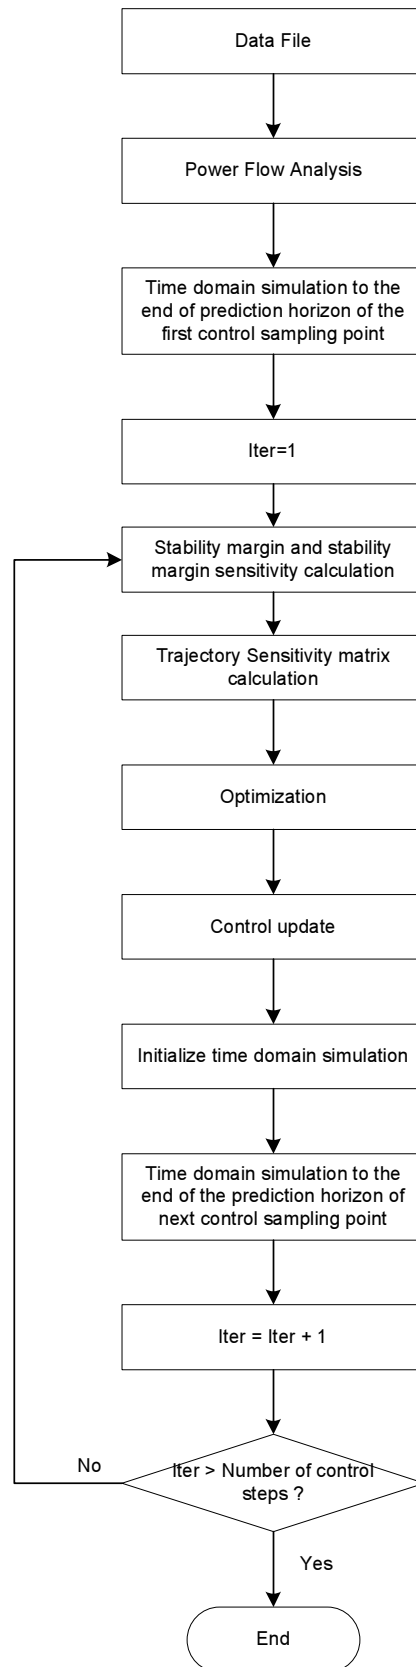 Data File
Power Flow Analysis
Time domain simulation to the
end of prediction horizon of the
first control sampling point
Iter=1
Stability margin and stability
margin sensitivity calculation
Trajectory Sensitivity matrix
calculation
Optimization
Control update
Initialize time domain simulation
Time domain simulation to the
end of the prediction horizon of
next control sampling point
Iter = Iter + 1
Iter > Number of control
steps ?
No
Yes
End